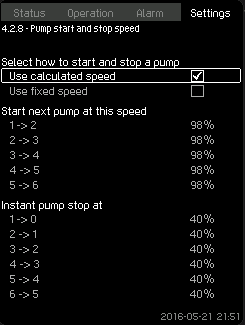 Status Operation Alarm Settings
4.2.8 - Pump start and stop speed
Select how to start and stop a pump
Use calculated speed
Use fixed speed
Start next pump at this speed
1 -> 2 98%
2 -> 3 98%
3 -> 4 98%
4 -> 5 98%
5 -> 6 98%
Instant pump stop at
1 -> 0 40%
2 -> 1 40%
3 -> 2 40%
4 -> 3 40%
5 -> 4 40%
6 -> 5 40%
2016-05-21 21:51